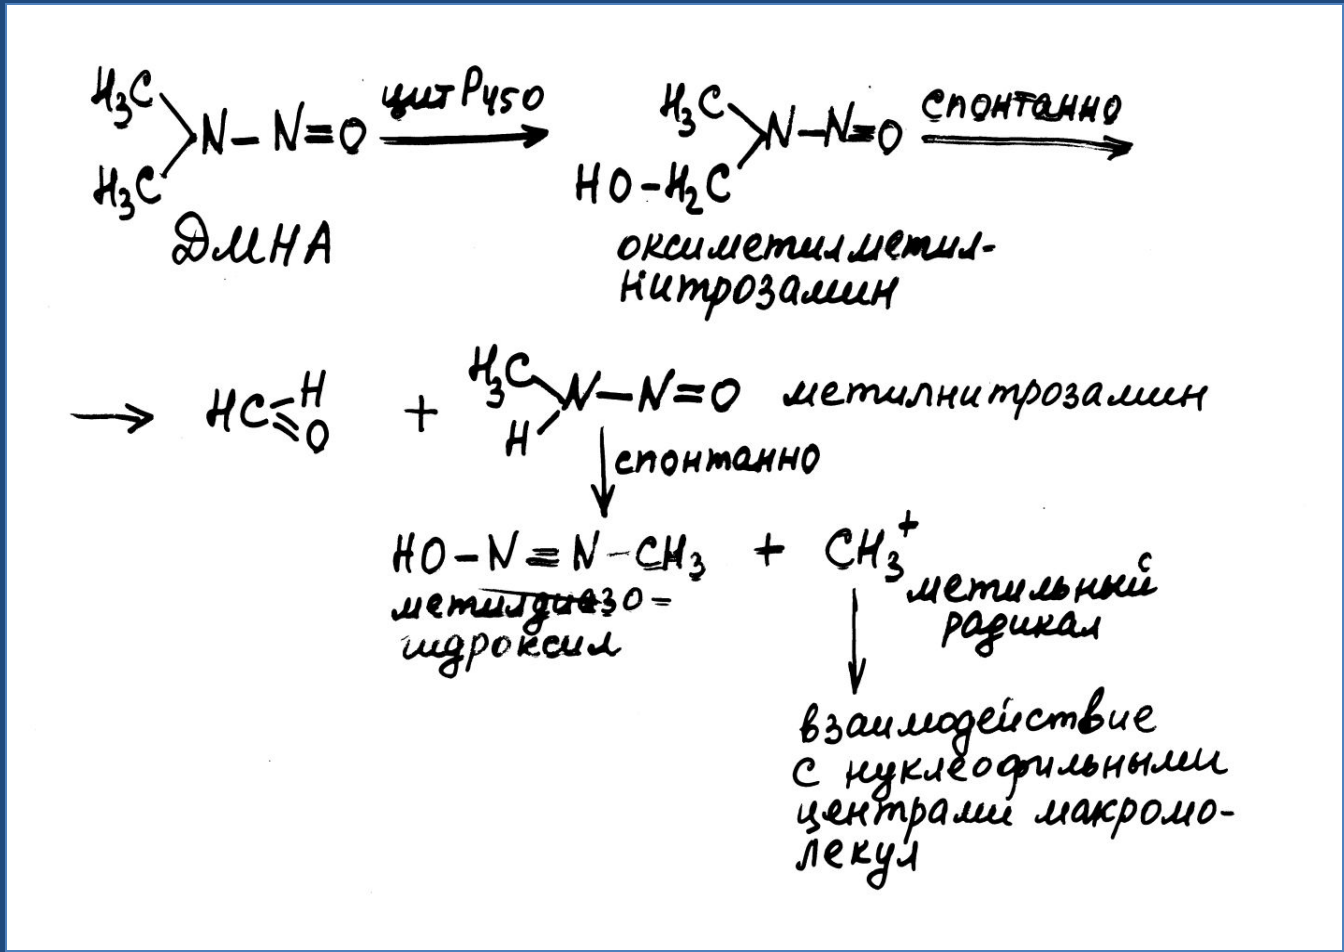 H₃C
N – N=O
H₃C
ДМНА
цит P450
H₃C
N–N=O
HO–H₂C
оксиметилметил-
нитрозамин
спонтанно
HC
H
O
+
H₃C
N–N=O
H
метилнитрозамин
спонтанно
HO–N=N–CH₃ + CH₃⁺
метилдиазо-
гидроксил
метильный
радикал
взаимодействие
с нуклеофильными
центрами макромо-
лекул